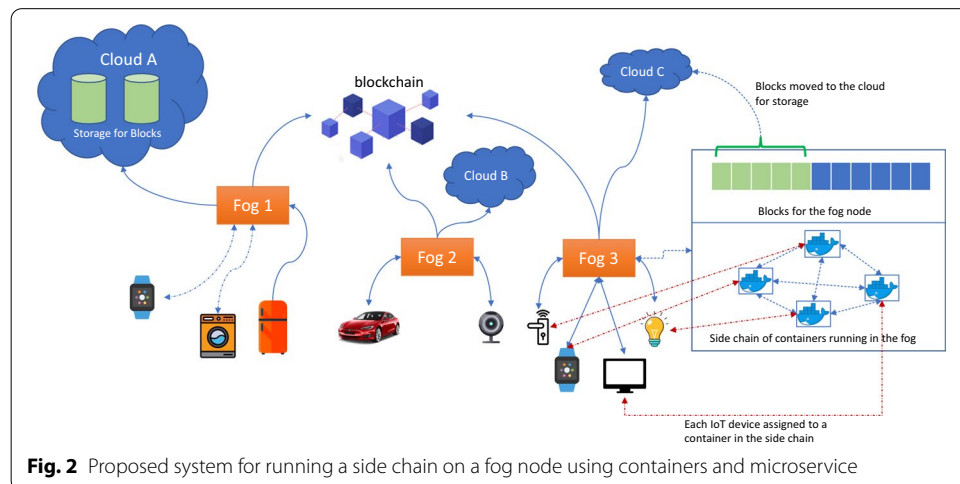 Cloud A
Storage for Blocks
blockchain
Cloud C
Blocks moved to the cloud
for storage
Cloud B
Fog 1
Fog 2
Fog 3
Blocks for the fog node
Side chain of containers running in the fog
Each IoT device assigned to a
container in the side chain
Fig. 2 Proposed system for running a side chain on a fog node using containers and microservice